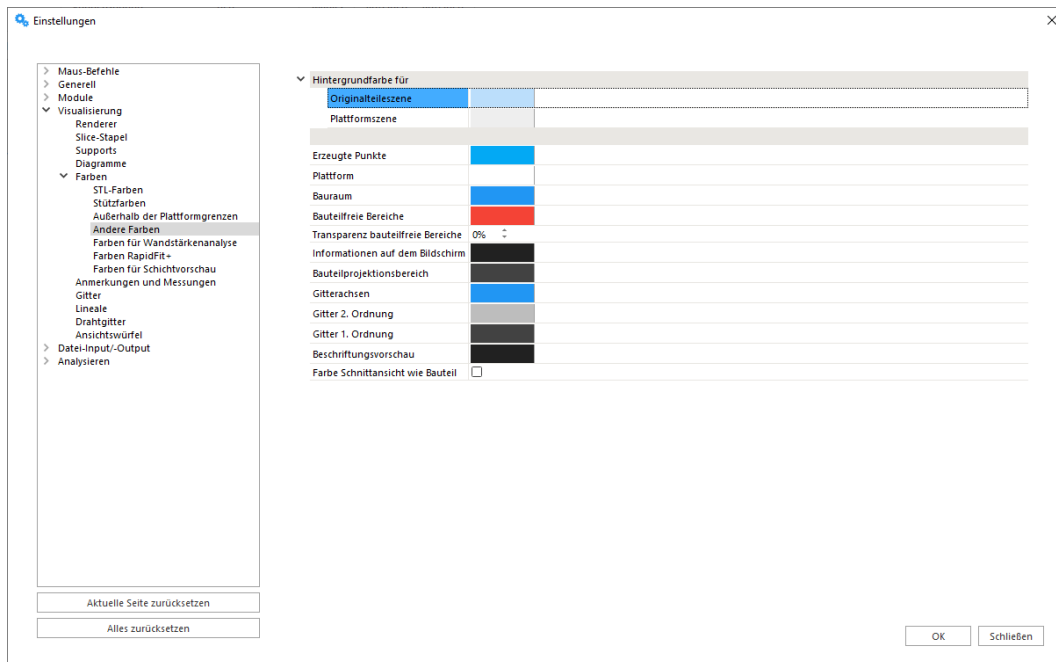 Einstellungen
Maus-Befehle
Generell
Module
Visualisierung
Renderer
Slice-Stapel
Supports
Diagramme
Farben
STL-Farben
Stützfarben
Außerhalb der Plattformgrenzen
Andere Farben
Farben für Wandstärkenanalyse
Farben RapidFit+
Farben für Schichtvorschau
Anmerkungen und Messungen
Gitter
Lineale
Drahtgitter
Ansichtswürfel
Datei-Input/-Output
Analysieren
Aktuelle Seite zurücksetzen
Alles zurücksetzen
Hintergrundfarbe für
Originalteileszene
Plattformszene
Erzeugte Punkte
Plattform
Bauraum
Bauteilfreie Bereiche
Transparenz bauteilfreie Bereiche 0%
Informationen auf dem Bildschirm
Bauteilprojektionsbereich
Gitterachsen
Gitter 2. Ordnung
Gitter 1. Ordnung
Beschriftungsvorschau
Farbe Schnittansicht wie Bauteil
OK Schließen